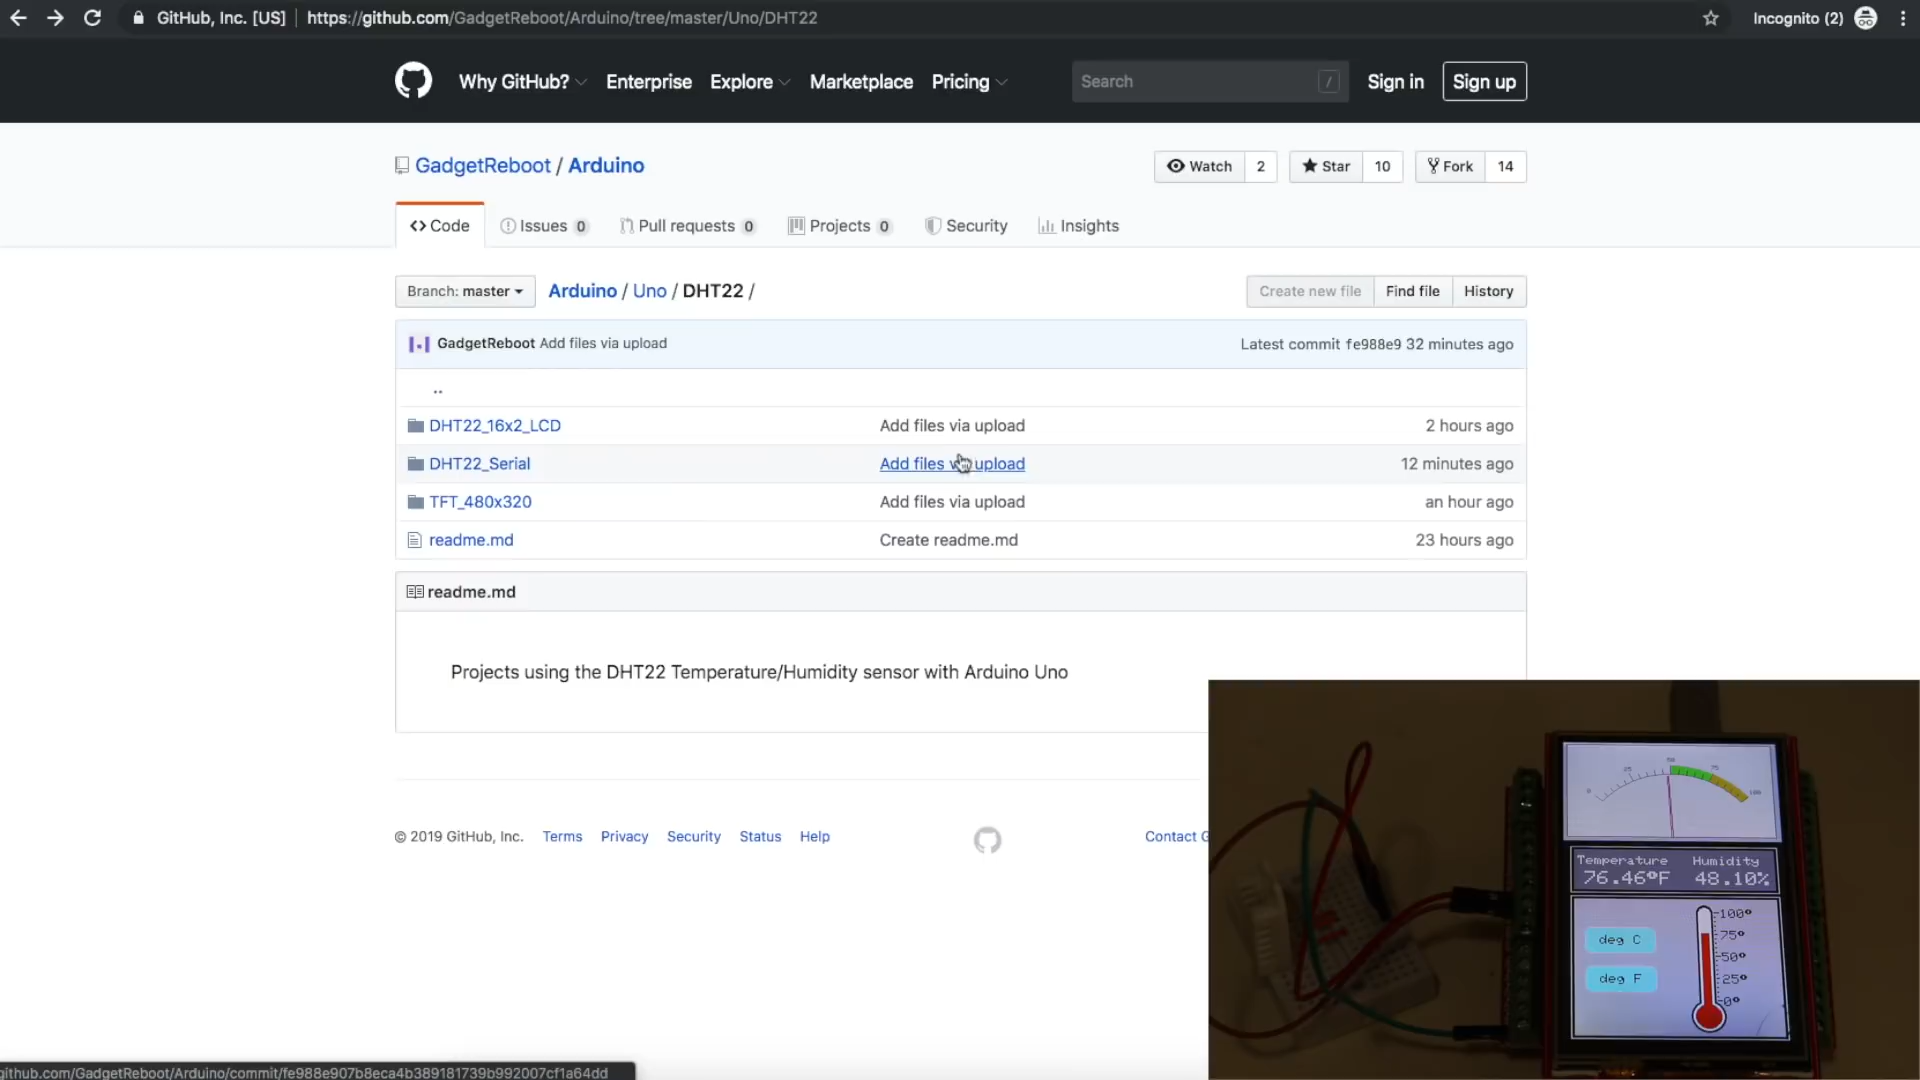 GitHub, Inc. [US] https://github.com/GadgetReboot/Arduino/tree/master/Uno/DHT22 Incognito (2)
Why GitHub? Enterprise Explore Marketplace Pricing Search / Sign in Sign up
GadgetReboot / Arduino Watch 2 Star 10 Fork 14
Code Issues 0 Pull requests 0 Projects 0 Security Insights
Branch: master Arduino / Uno / DHT22 / Create new file Find file History
GadgetReboot Add files via upload Latest commit fe988e9 32 minutes ago
..
DHT22_16x2_LCD Add files via upload 2 hours ago
DHT22_Serial Add files via upload 12 minutes ago
TFT_480x320 Add files via upload an hour ago
readme.md Create readme.md 23 hours ago
readme.md
Projects using the DHT22 Temperature/Humidity sensor with Arduino Uno
© 2019 GitHub, Inc. Terms Privacy Security Status Help Contact G
0 25 50 75 100
Temperature Humidity
76.46ºF 48.10%
100º
75º
50º
25º
0º
deg C
deg F
github.com/GadgetReboot/Arduino/commit/fe988e907b8eca4b389181739b992007cf1a64dd